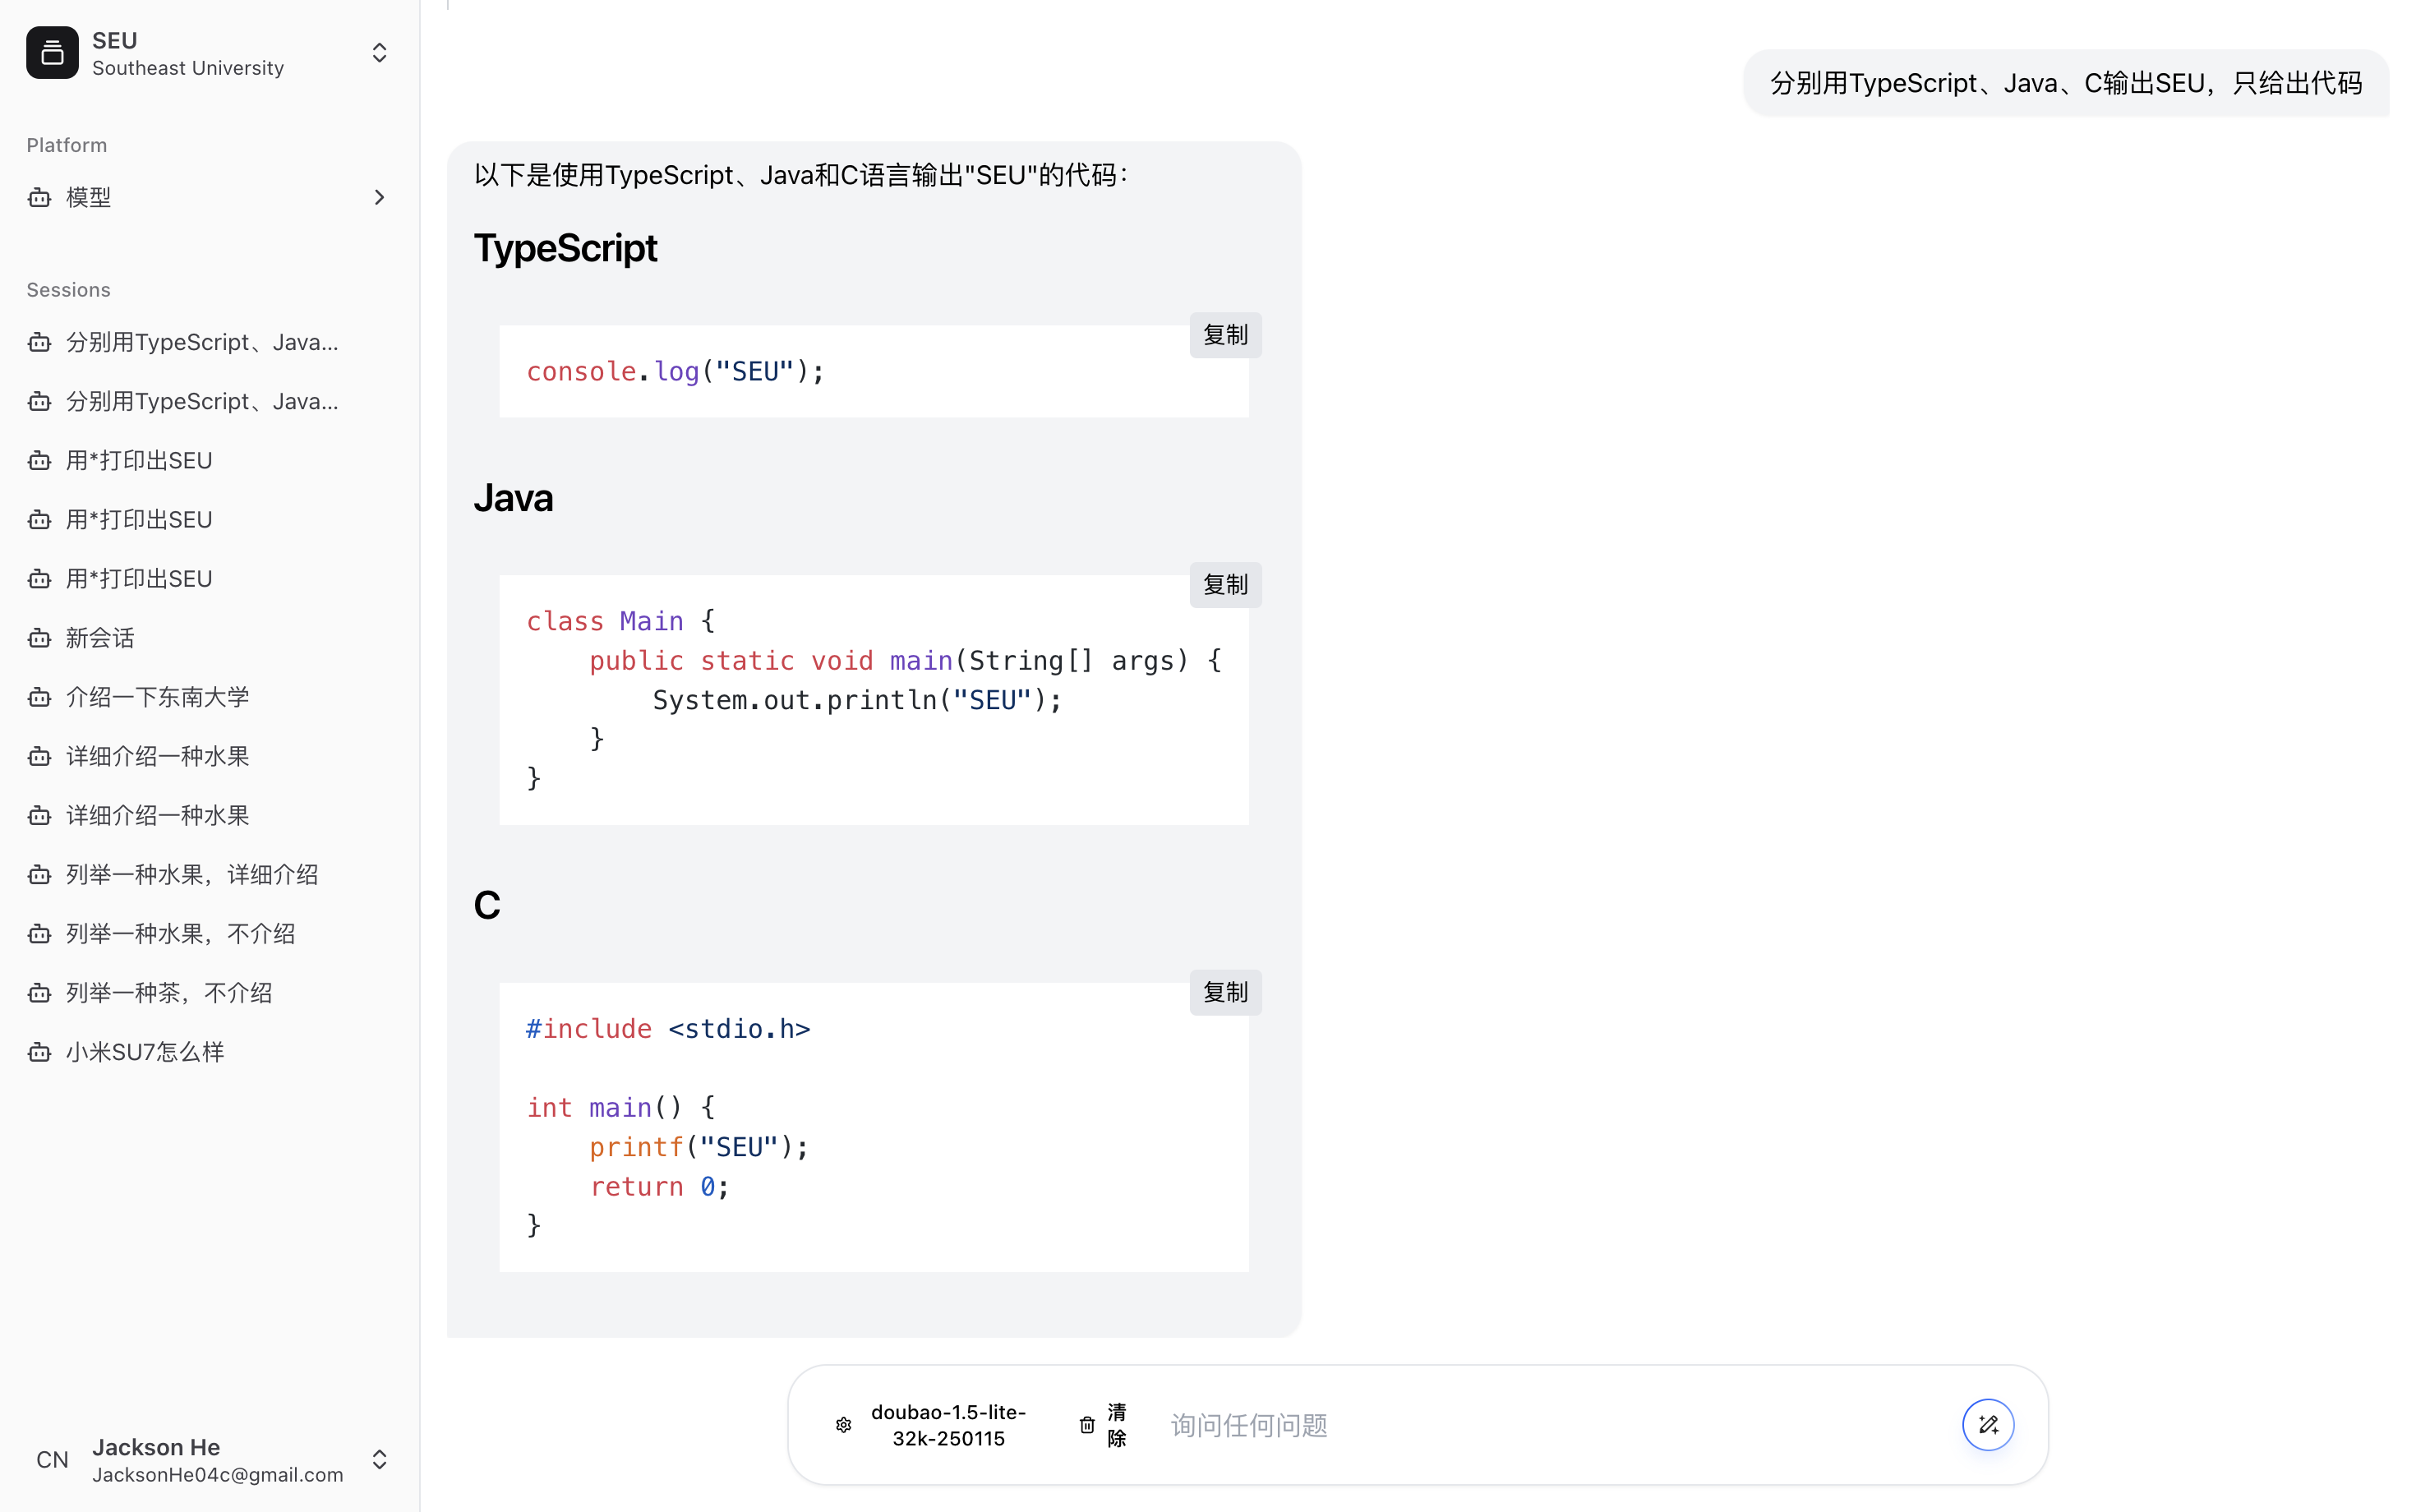 SEU
Southeast University
Platform
模型
Sessions
分别用TypeScript、Java...
分别用TypeScript、Java...
用*打印出SEU
用*打印出SEU
用*打印出SEU
新会话
介绍一下东南大学
详细介绍一种水果
详细介绍一种水果
列举一种水果，详细介绍
列举一种水果，不介绍
列举一种茶，不介绍
小米SU7怎么样
CN
Jackson He
JacksonHe04c@gmail.com
分别用TypeScript、Java、C输出SEU，只给出代码
以下是使用TypeScript、Java和C语言输出"SEU"的代码：
TypeScript
复制
console.log("SEU");
Java
复制
class Main {
    public static void main(String[] args) {
        System.out.println("SEU");
    }
}
C
复制
#include <stdio.h>
int main() {
    printf("SEU");
    return 0;
}
doubao-1.5-lite-
32k-250115
清
除
询问任何问题